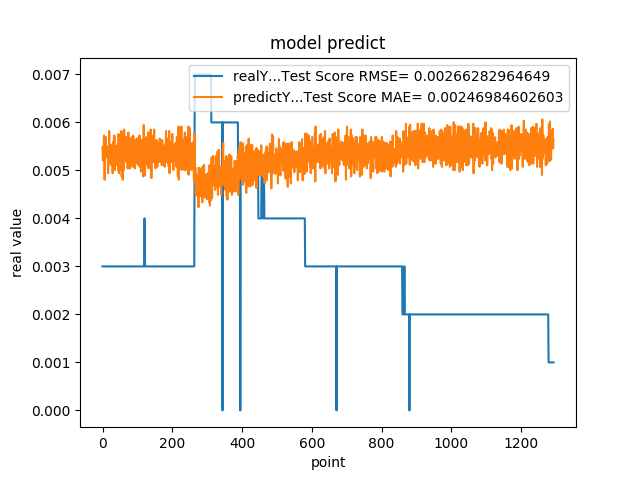 model predict
realY...Test Score RMSE= 0.00266282964649
predictY...Test Score MAE= 0.00246984602603
0.007
0.006
0.005
0.004
0.003
0.002
0.001
0.000
real value
0 200 400 600 800 1000 1200
point